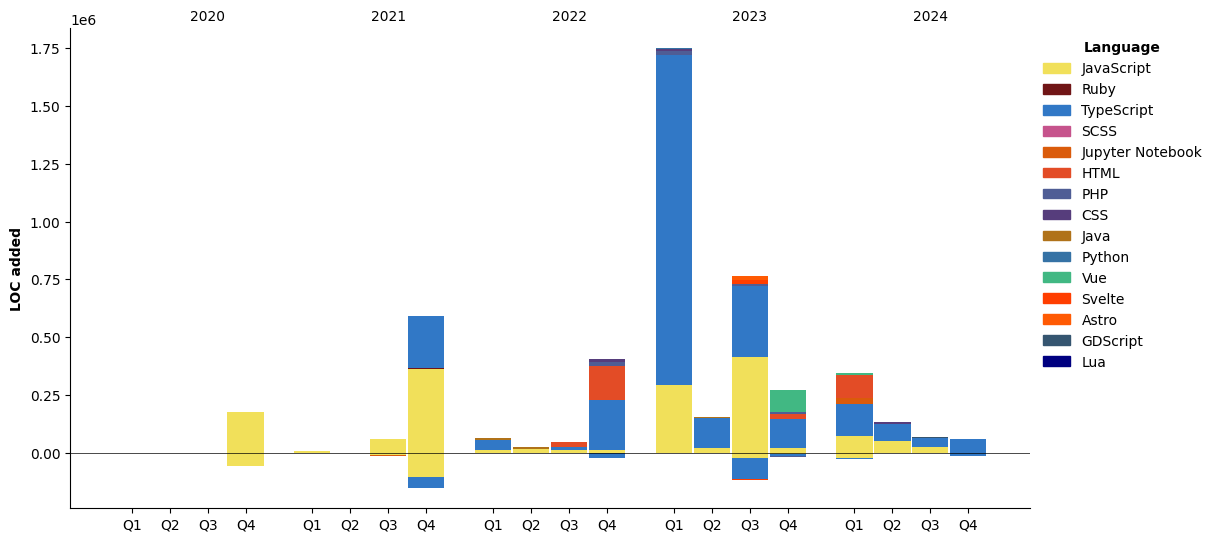 2020 2021 2022 2023 2024
1e6
1.75
1.50
1.25
1.00
0.75
0.50
0.25
0.00
LOC added
Q1 Q2 Q3 Q4 Q1 Q2 Q3 Q4 Q1 Q2 Q3 Q4 Q1 Q2 Q3 Q4 Q1 Q2 Q3 Q4
Language
JavaScript
Ruby
TypeScript
SCSS
Jupyter Notebook
HTML
PHP
CSS
Java
Python
Vue
Svelte
Astro
GDScript
Lua